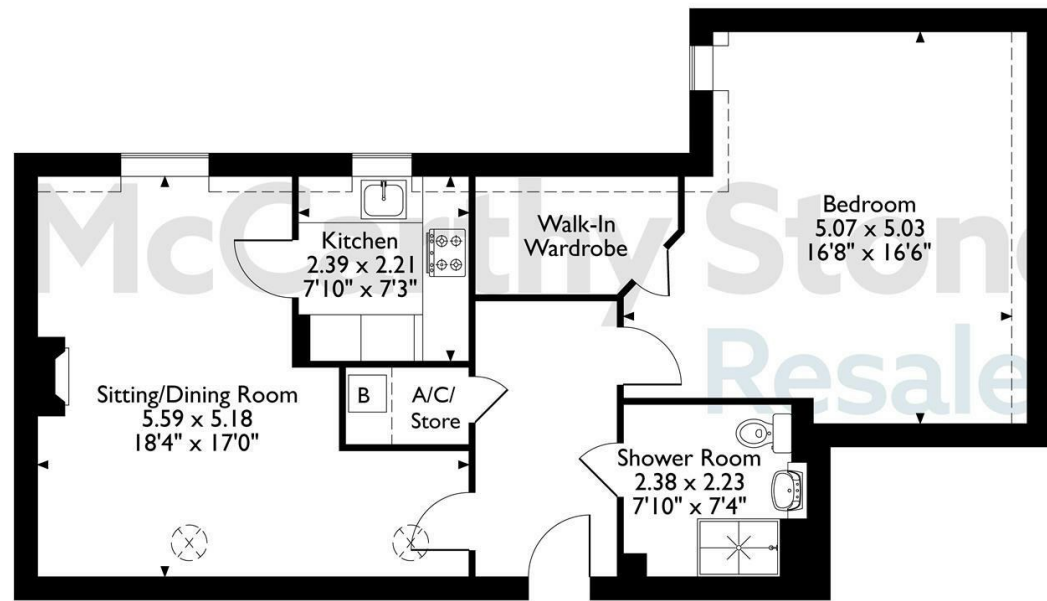 McCarthy Stone
Resale
Kitchen
2.39 x 2.21
7'10" x 7'3"
Walk-In
Wardrobe
Bedroom
5.07 x 5.03
16'8" x 16'6"
Sitting/Dining Room
5.59 x 5.18
18'4" x 17'0"
B
A/C/
Store
Shower Room
2.38 x 2.23
7'10" x 7'4"